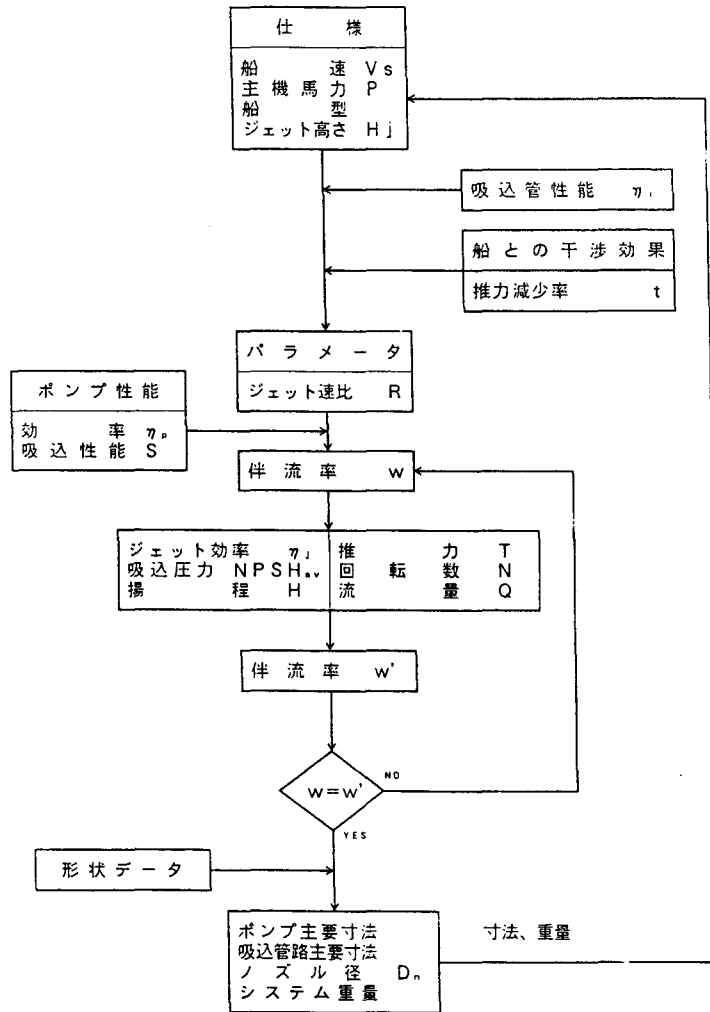 仕様
船速 Vs
主機馬力 P
船型
ジェット高さ Hj
吸込管性能 ηi
船との干渉効果
推力減少率 t
パラメータ
ジェット速比 R
ポンプ性能
効率 ηp
吸込性能 S
伴流率 w
ジェット効率 ηj 推力 T
吸込圧力 NPSHav 回転数 N
揚程 H 流量 Q
伴流率 w'
w=w'
NO
YES
形状データ
ポンプ主要寸法
吸込管路主要寸法
ノズル径 Dn
システム重量
寸法、重量